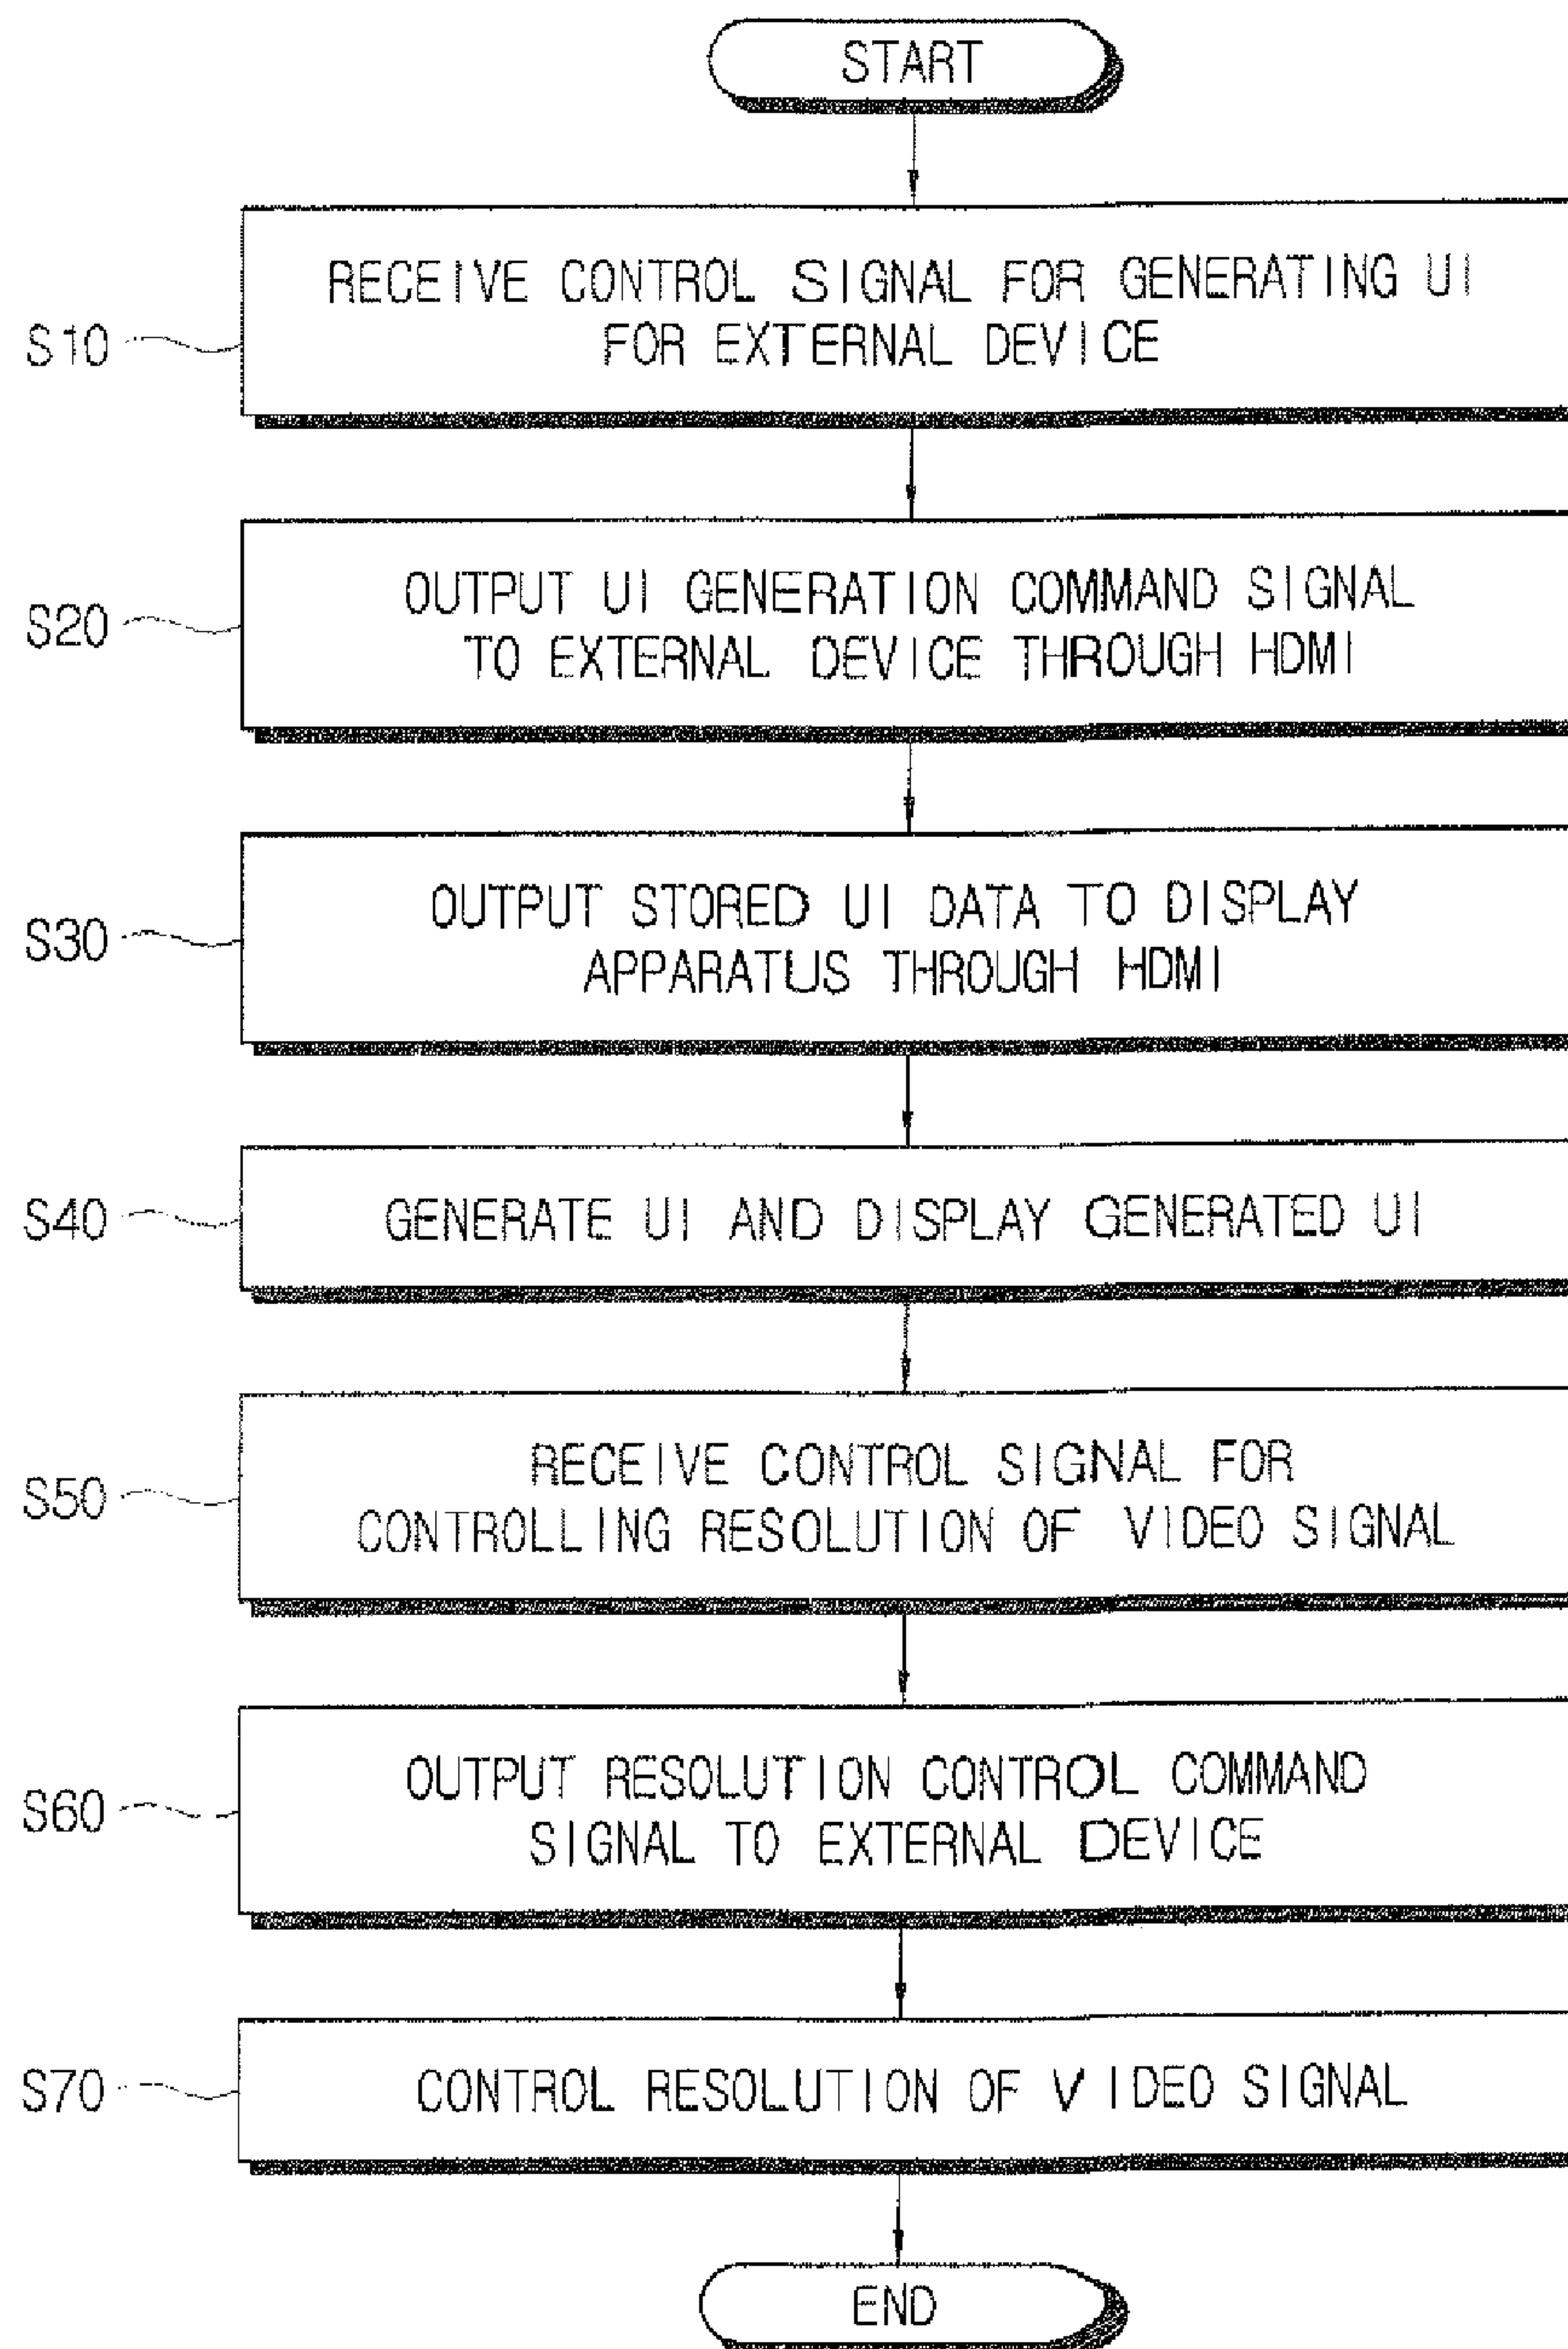 START
RECEIVE CONTROL SIGNAL FOR GENERATING UI
FOR EXTERNAL DEVICE
S10
OUTPUT UI GENERATION COMMAND SIGNAL
TO EXTERNAL DEVICE THROUGH HDMI
S20
OUTPUT STORED UI DATA TO DISPLAY
APPARATUS THROUGH HDMI
S30
GENERATE UI AND DISPLAY GENERATED UI
S40
RECEIVE CONTROL SIGNAL FOR
CONTROLLING RESOLUTION OF VIDEO SIGNAL
S50
OUTPUT RESOLUTION CONTROL COMMAND
SIGNAL TO EXTERNAL DEVICE
S60
CONTROL RESOLUTION OF VIDEO SIGNAL
S70
END